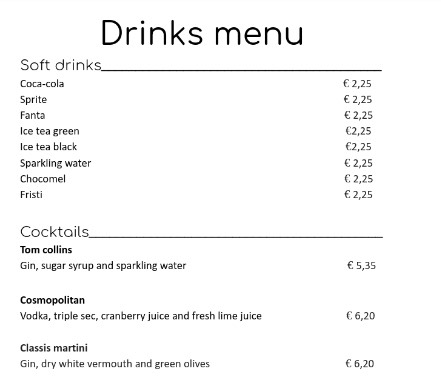 Drinks menu
Soft drinks
Coca-cola € 2,25
Sprite € 2,25
Fanta € 2,25
Ice tea green €2,25
Ice tea black €2,25
Sparkling water € 2,25
Chocomel € 2,25
Fristi € 2,25
Cocktails
Tom collins
Gin, sugar syrup and sparkling water € 5,35
Cosmopolitan
Vodka, triple sec, cranberry juice and fresh lime juice € 6,20
Classis martini
Gin, dry white vermouth and green olives € 6,20